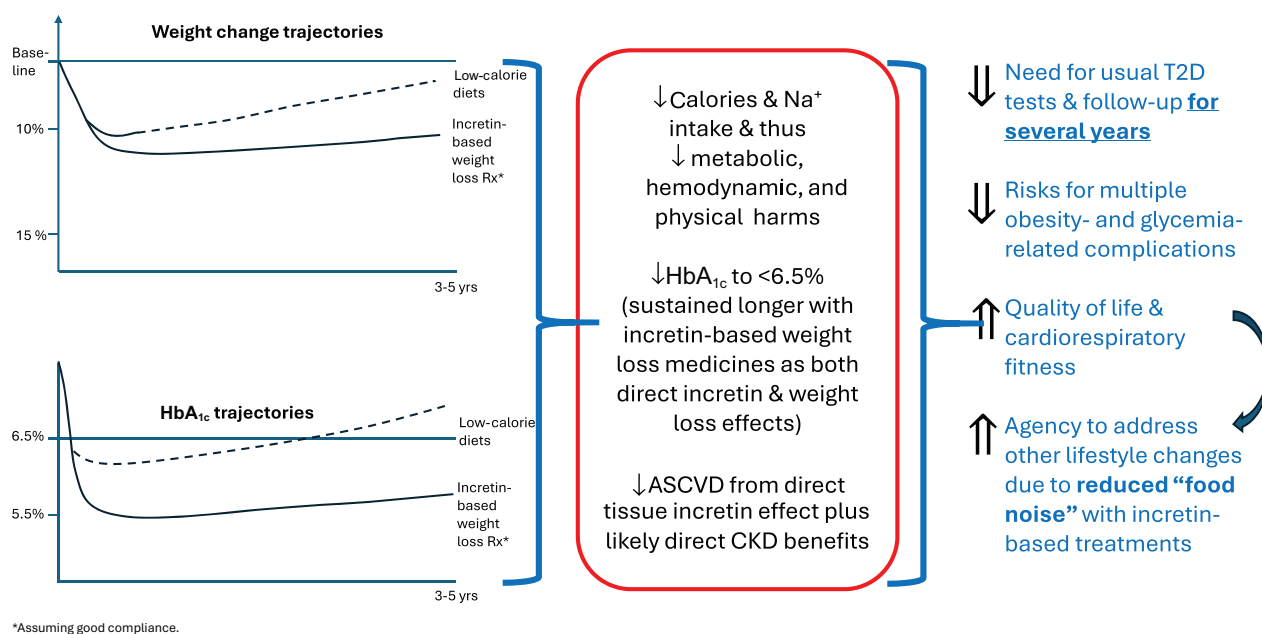 Weight change trajectories
Base-
line
10%
15 %
Low-calorie
diets
Incretin-
based
weight
loss Rx*
3-5 yrs
HbA1c trajectories
6.5%
5.5%
Low-calorie
diets
Incretin-
based
weight
loss Rx*
3-5 yrs
*Assuming good compliance.
↓Calories & Na⁺
intake & thus
↓ metabolic,
hemodynamic, and
physical harms
↓HbA1c to <6.5%
(sustained longer with
incretin-based weight
loss medicines as both
direct incretin & weight
loss effects)
↓ASCVD from direct
tissue incretin effect plus
likely direct CKD benefits
⇓ Need for usual T2D
tests & follow-up for
several years
⇓ Risks for multiple
obesity- and glycemia-
related complications
⇑ Quality of life &
cardiorespiratory
fitness
⇑ Agency to address
other lifestyle changes
due to reduced “food
noise” with incretin-
based treatments